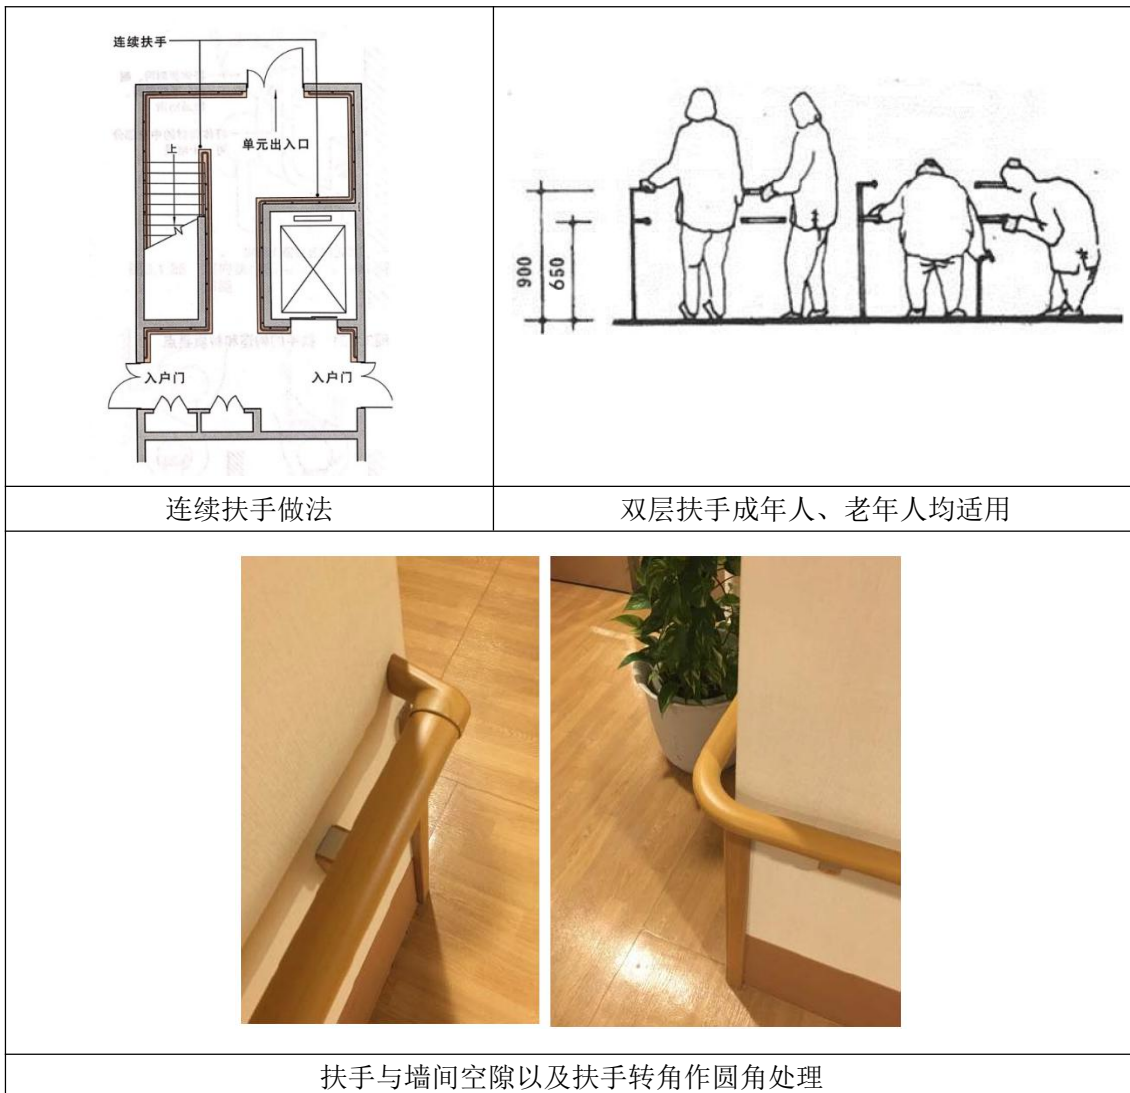 连续扶手
上
单元出入口
入户门
入户门
900
650
连续扶手做法
双层扶手成年人、老年人均适用
扶手与墙间空隙以及扶手转角作圆角处理